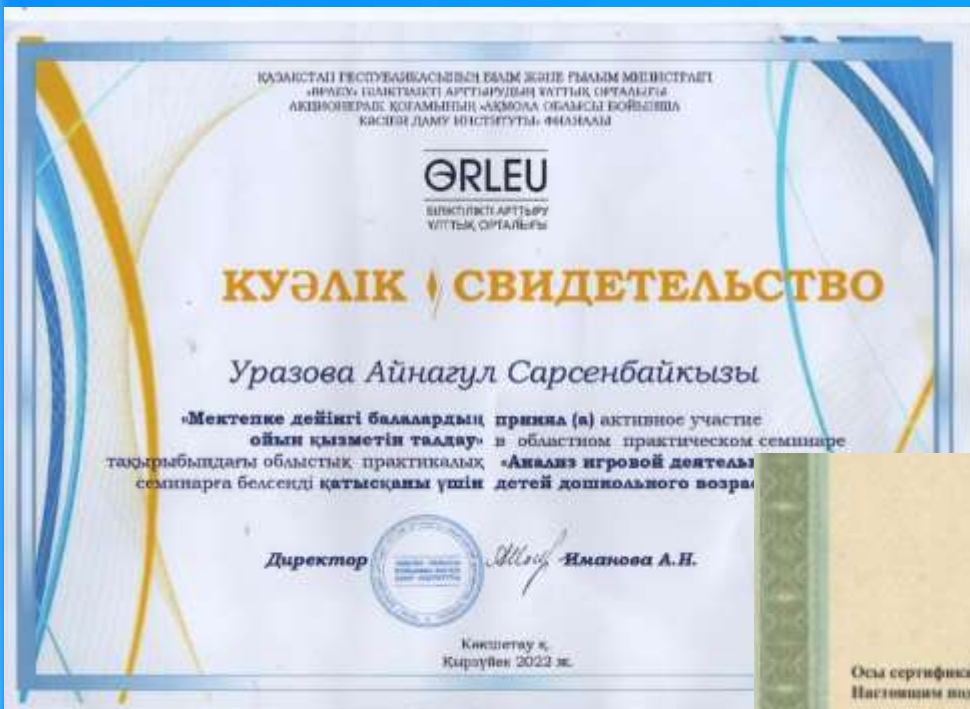 ҚАЗАҚСТАН РЕСПУБЛИКАСЫНЫҢ БІЛІМ ЖӘНЕ ҒЫЛЫМ МИНИСТРЛІГІ
«ӨРЛЕУ» БІЛІКТІЛІКТІ АРТТЫРУДЫҢ ҰЛТТЫҚ ОРТАЛЫҒЫ
АКЦИОНЕРЛІК ҚОҒАМЫНЫҢ «АҚМОЛА ОБЛЫСЫ БОЙЫНША
КӘСІБИ ДАМУ ИНСТИТУТЫ» ФИЛИАЛЫ
ӨRLEU
БІЛІКТІЛІКТІ АРТТЫРУ
ҰЛТТЫҚ ОРТАЛЫҒЫ
КУӘЛІК СВИДЕТЕЛЬСТВО
Уразова Айнагул Сарсенбайкызы
«Мектепке дейінгі балалардың
ойын қызметін талдау»
тақырыбындағы облыстық практикалық
семинарға белсенді қатысқаны үшін
принял (а) активное участие
в областном практическом семинаре
«Анализ игровой деятель
детей дошкольного возрас
Директор Иманова А.Н.
Көкшетау қ.
Қыркүйек 2022 ж.
Осы сертифика
Настоящим под